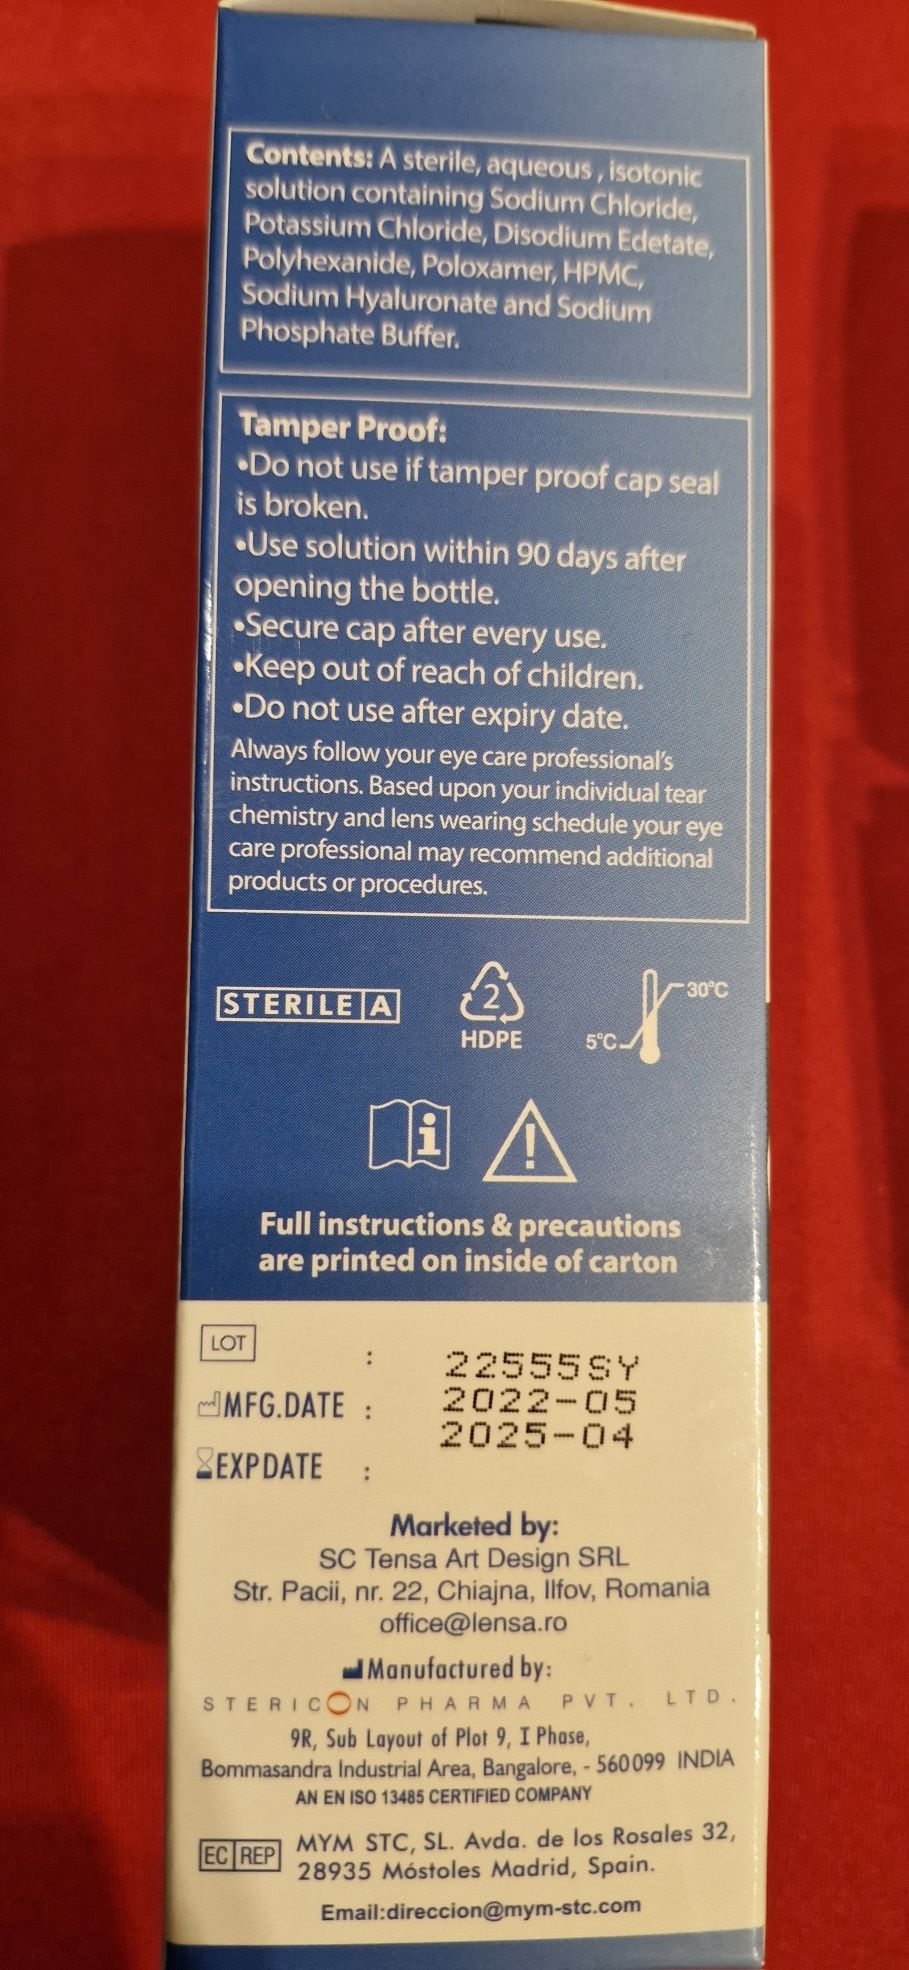 Contents: A sterile, aqueous , isotonic
solution containing Sodium Chloride,
Potassium Chloride, Disodium Edetate,
Polyhexanide, Poloxamer, HPMC,
Sodium Hyaluronate and Sodium
Phosphate Buffer.
Tamper Proof:
•Do not use if tamper proof cap seal
is broken.
•Use solution within 90 days after
opening the bottle.
•Secure cap after every use.
•Keep out of reach of children.
•Do not use after expiry date.
Always follow your eye care professional's
instructions. Based upon your individual tear
chemistry and lens wearing schedule your eye
care professional may recommend additional
products or procedures.
STERILE A
2
HDPE
30°C
5°C
i
!
Full instructions & precautions
are printed on inside of carton
LOT : 22555SY
MFG.DATE : 2022-05
EXPDATE : 2025-04
Marketed by:
SC Tensa Art Design SRL
Str. Pacii, nr. 22, Chiajna, Ilfov, Romania
office@lensa.ro
Manufactured by:
STERICON PHARMA PVT. LTD.
9R, Sub Layout of Plot 9, I Phase,
Bommasandra Industrial Area, Bangalore, - 560099 INDIA
AN EN ISO 13485 CERTIFIED COMPANY
EC REP MYM STC, SL. Avda. de los Rosales 32,
28935 Móstoles Madrid, Spain.
Email:direccion@mym-stc.com